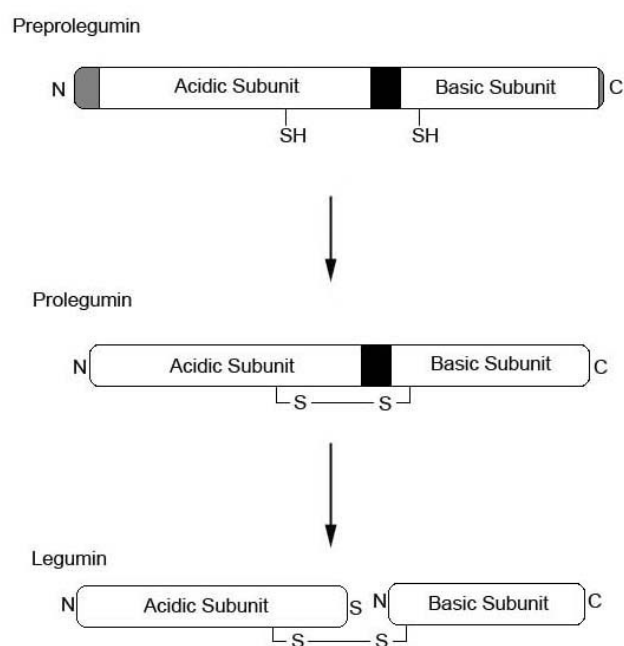 Preprolegumin
N Acidic Subunit Basic Subunit C
SH SH
Prolegumin
N Acidic Subunit Basic Subunit C
S S
Legumin
N Acidic Subunit S N Basic Subunit C
S S